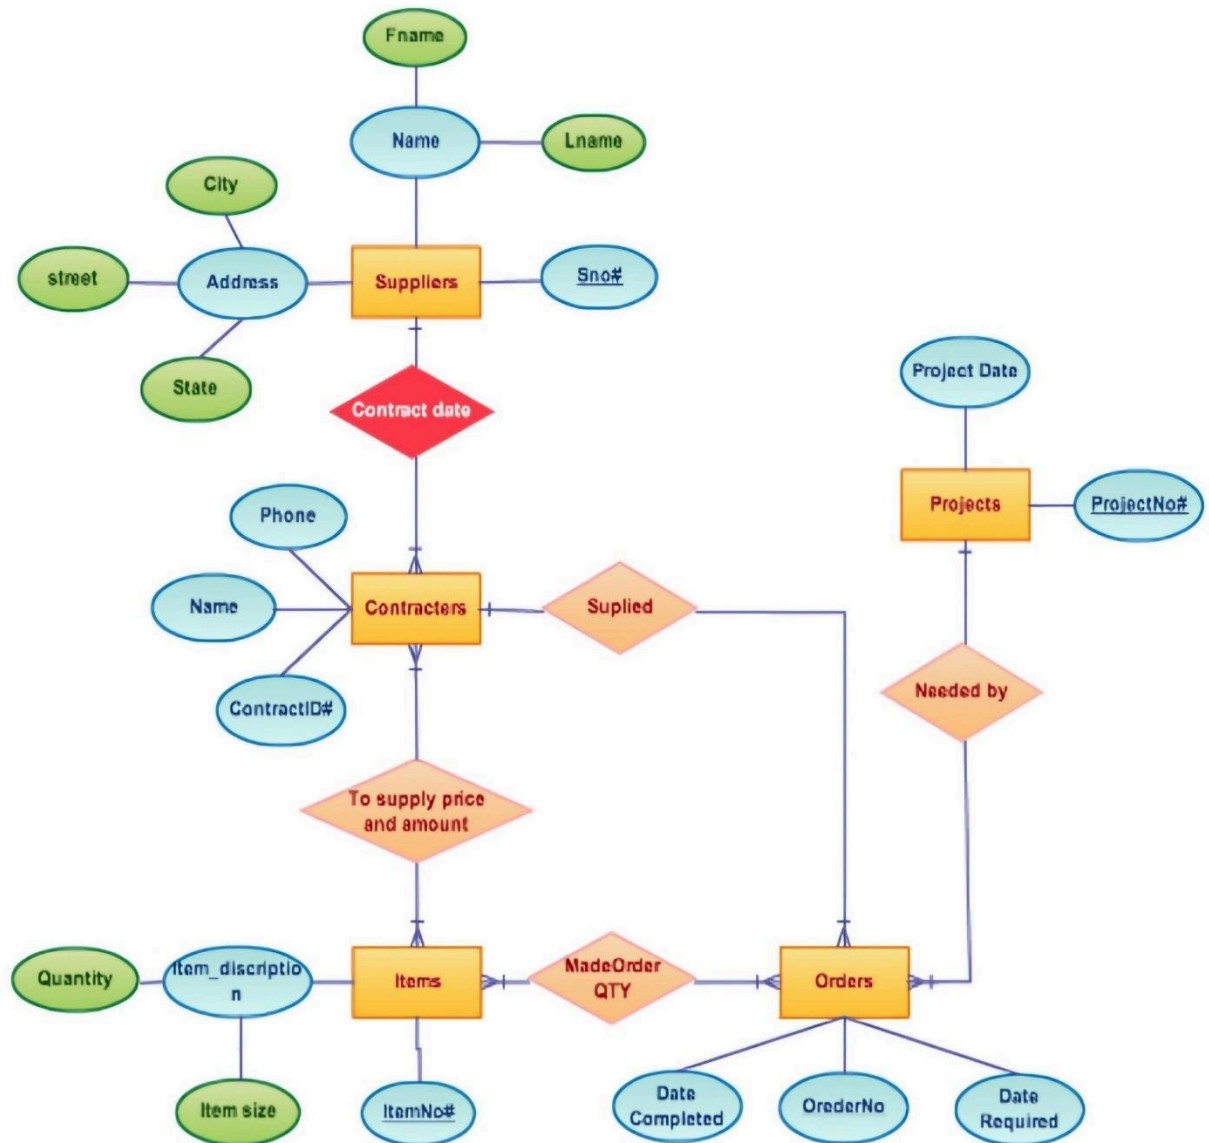 Fname
Name
Lname
City
street
Address
Suppliers
Sno#
State
Project Date
Contract date
Phone
Projects
ProjectNo#
Name
Contracters
Suplied
ContractID#
Needed by
To supply price
and amount
Quantity
Item_discriptio
n
Items
MadeOrder
QTY
Orders
Item size
ItemNo#
Date
Completed
OrederNo
Date
Required